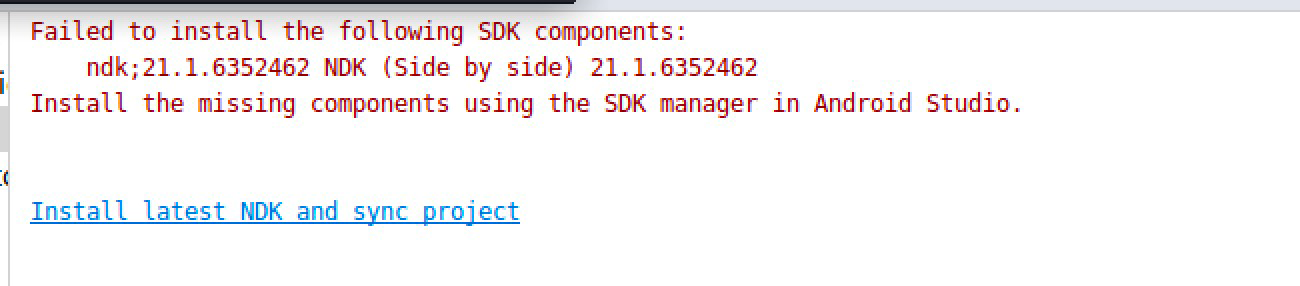 Failed to install the following SDK components:
ndk;21.1.6352462 NDK (Side by side) 21.1.6352462
Install the missing components using the SDK manager in Android Studio.
Install latest NDK and sync project